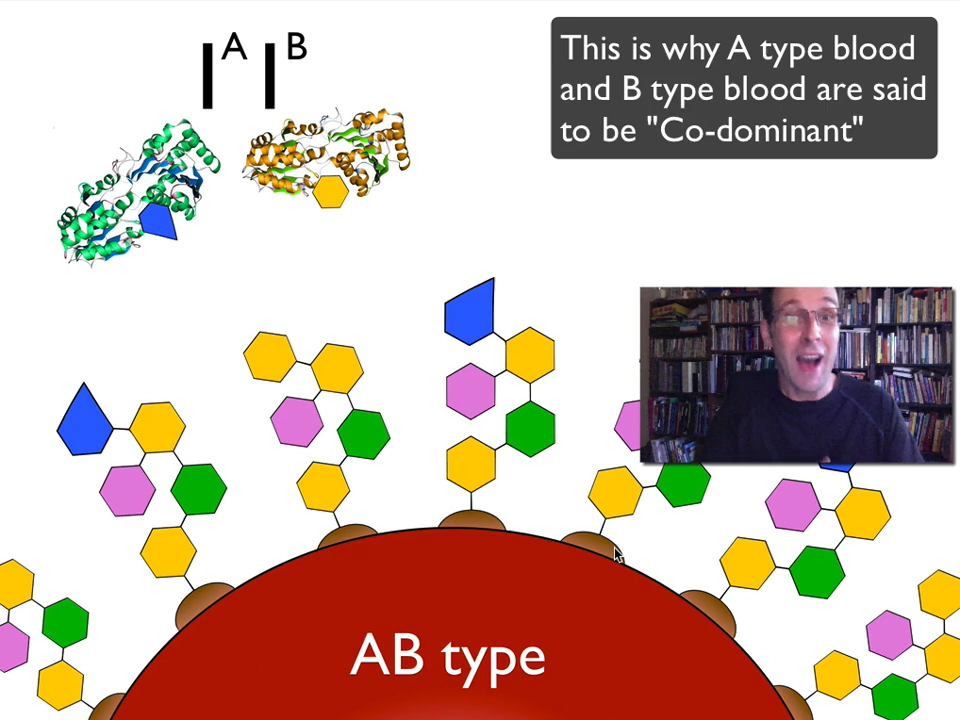 A B
This is why A type blood
and B type blood are said
to be "Co-dominant"
AB type